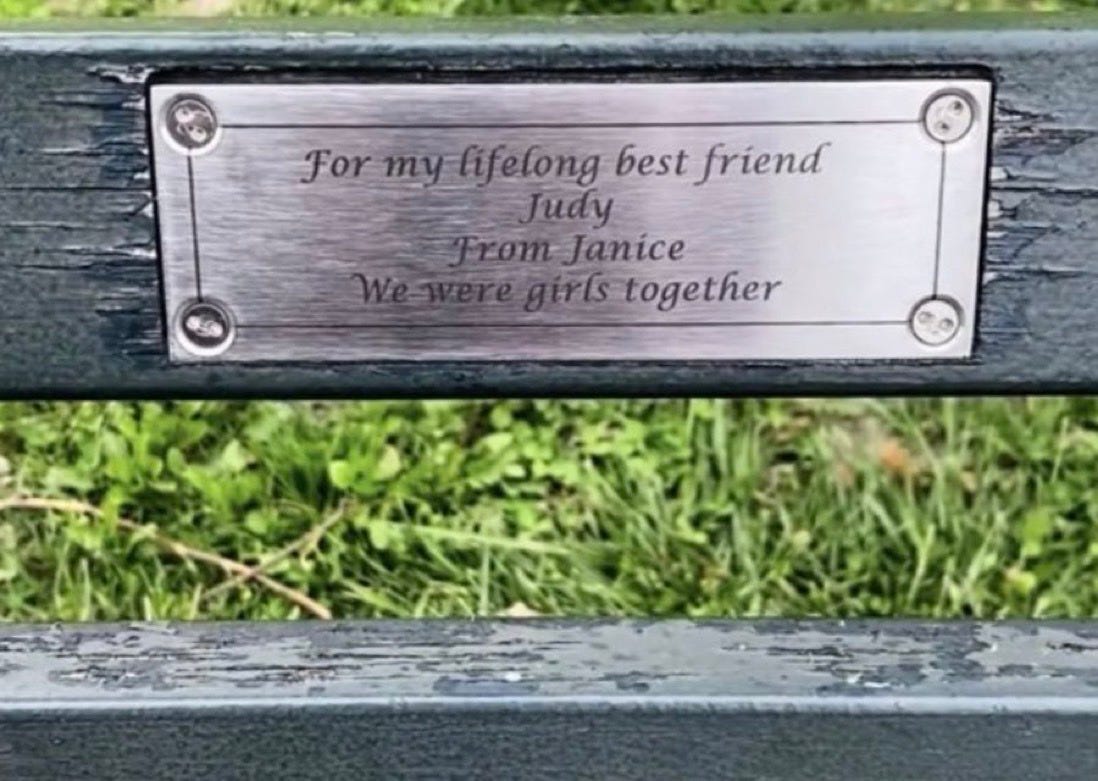 For my lifelong best friend
Judy
From Janice
We were girls together